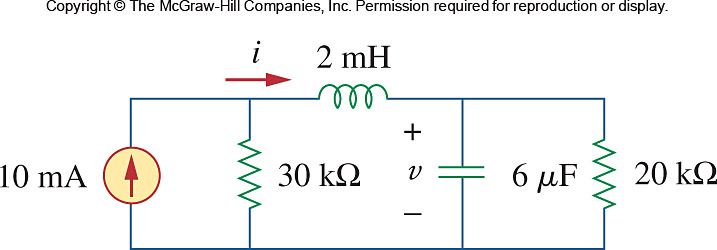 Copyright © The McGraw-Hill Companies, Inc. Permission required for reproduction or display.
i
2 mH
+
10 mA
30 kΩ
v
6 μF
20 kΩ
−